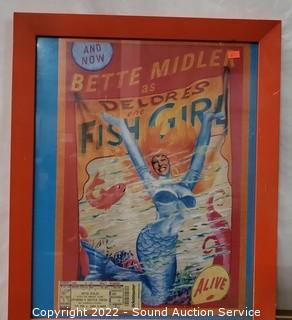 AND
NOW
BETTE MIDLER
as
DELORES
the
FISH GIRL
ALIVE!
Copyright 2022 - Sound Auction Service